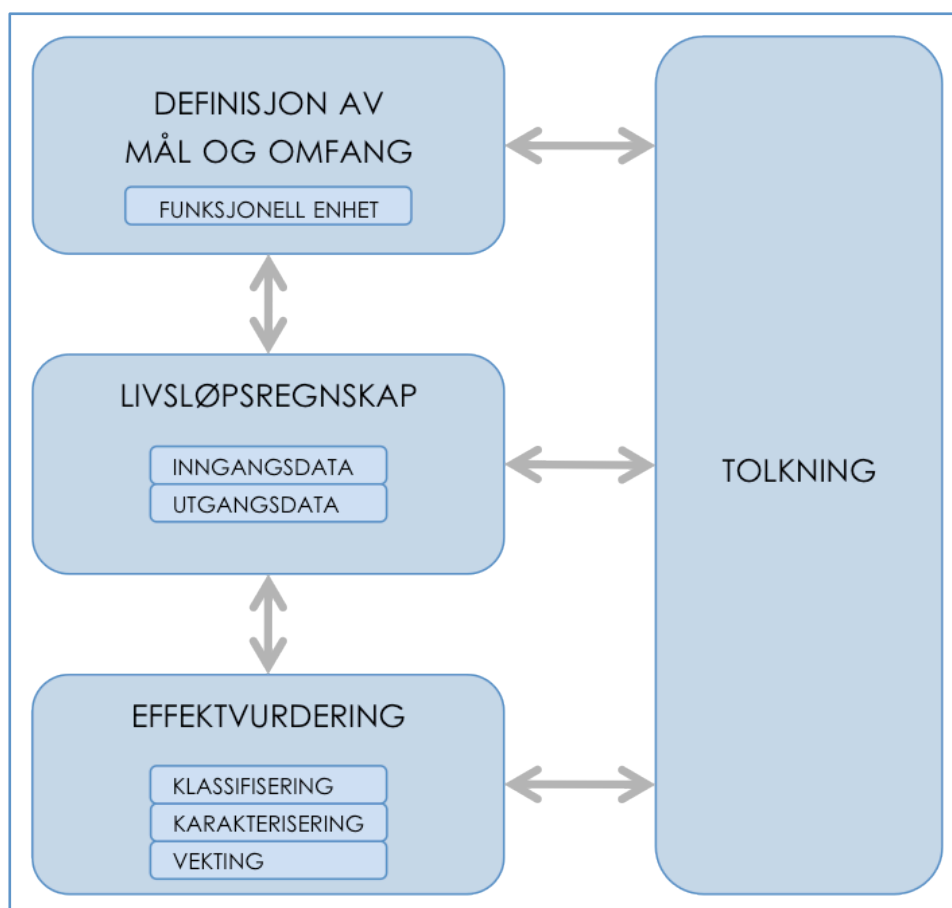 DEFINISJON AV
MÅL OG OMFANG
FUNKSJONELL ENHET
LIVSLØPSREGNSKAP
INNGANGSDATA
UTGANGSDATA
EFFEKTVURDERING
KLASSIFISERING
KARAKTERISERING
VEKTING
TOLKNING